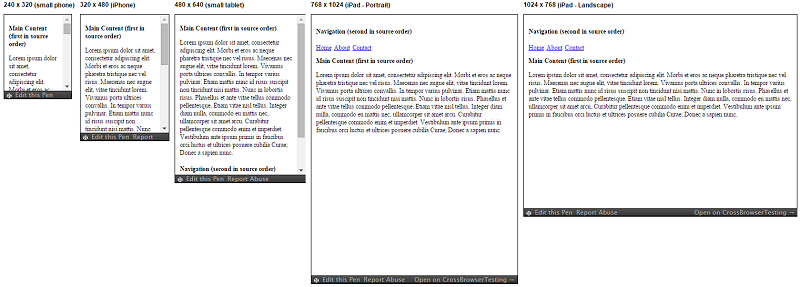 240 x 320 (small phone)
Main Content (first in source
order)
Lorem ipsum dolor
sit amet,
consectetur
adipiscing elit.
Morbi et eros ac
Edit this Pen
320 x 480 (iPhone)
Main Content (first in source
order)
Lorem ipsum dolor sit amet,
consectetur adipiscing elit.
Morbi et eros ac neque
pharetra tristique nec vel
risus. Maecenas nec
augue elit, vitae tincidunt
lorem. Vivamus porta
ultrices convallis. In
tempor varius pulvinar.
Etiam mattis nunc id
risus suscipit non
tincidunt nisi mattis. Nunc
Edit this Pen Report
480 x 640 (small tablet)
Main Content (first in source order)
Lorem ipsum dolor sit amet, consectetur
adipiscing elit. Morbi et eros ac neque
pharetra tristique nec vel risus. Maecenas nec
augue elit, vitae tincidunt lorem. Vivamus
porta ultrices convallis. In tempor varius
pulvinar. Etiam mattis nunc id risus suscipit
non tincidunt nisi mattis. Nunc in lobortis
risus. Phasellus et ante vitae tellus commodo
pellentesque. Etiam vitae nisl tellus. Integer
diam nulla, commodo eu mattis nec,
ullamcorper sit amet arcu. Curabitur
pellentesque commodo enim et imperdiet.
Vestibulum ante ipsum primis in faucibus
orci luctus et ultrices posuere cubilia Curae;
Donec a sapien nunc.
Navigation (second in source order)
Edit this Pen Report Abuse
768 x 1024 (iPad - Portrait)
Navigation (second in source order)
Home About Contact
Main Content (first in source order)
Lorem ipsum dolor sit amet, consectetur adipiscing elit. Morbi et eros ac neque
pharetra tristique nec vel risus. Maecenas nec augue elit, vitae tincidunt lorem.
Vivamus porta ultrices convallis. In tempor varius pulvinar. Etiam mattis nunc
id risus suscipit non tincidunt nisi mattis. Nunc in lobortis risus. Phasellus et
ante vitae tellus commodo pellentesque. Etiam vitae nisl tellus. Integer diam
nulla, commodo eu mattis nec, ullamcorper sit amet arcu. Curabitur
pellentesque commodo enim et imperdiet. Vestibulum ante ipsum primis in
faucibus orci luctus et ultrices posuere cubilia Curae; Donec a sapien nunc.
Edit this Pen Report Abuse Open on CrossBrowserTesting →
1024 x 768 (iPad - Landscape)
Navigation (second in source order)
Home About Contact
Main Content (first in source order)
Lorem ipsum dolor sit amet, consectetur adipiscing elit. Morbi et eros ac neque pharetra tristique nec vel
risus. Maecenas nec augue elit, vitae tincidunt lorem. Vivamus porta ultrices convallis. In tempor varius
pulvinar. Etiam mattis nunc id risus suscipit non tincidunt nisi mattis. Nunc in lobortis risus. Phasellus et ante
vitae tellus commodo pellentesque. Etiam vitae nisl tellus. Integer diam nulla, commodo eu mattis nec,
ullamcorper sit amet arcu. Curabitur pellentesque commodo enim et imperdiet. Vestibulum ante ipsum primis
in faucibus orci luctus et ultrices posuere cubilia Curae; Donec a sapien nunc.
Edit this Pen Report Abuse Open on CrossBrowserTesting →